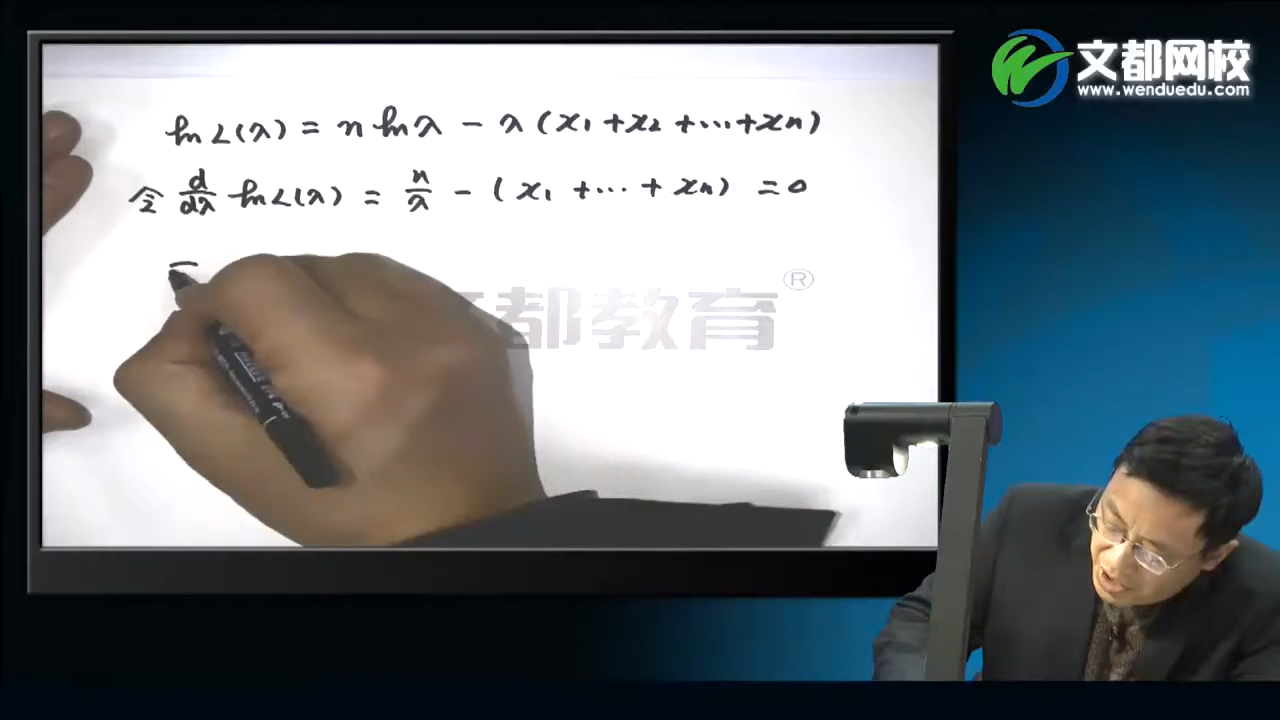 文都网校
www.wenduedu.com
ln L(λ) = n ln λ - λ (x₁ + x₂ + ... + xₙ)
令 d/dλ ln L(λ) = n/λ - (x₁ + ... + xₙ) = 0
都教育®